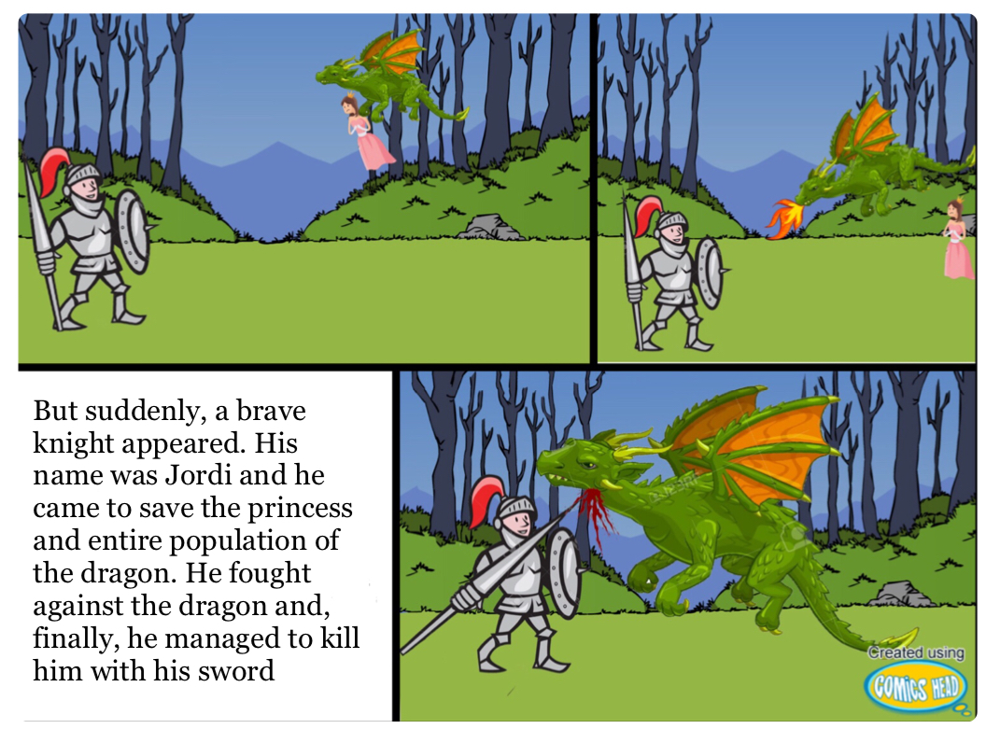 But suddenly, a brave
knight appeared. His
name was Jordi and he
came to save the princess
and entire population of
the dragon. He fought
against the dragon and,
finally, he managed to kill
him with his sword
Created using
COMICS HEAD